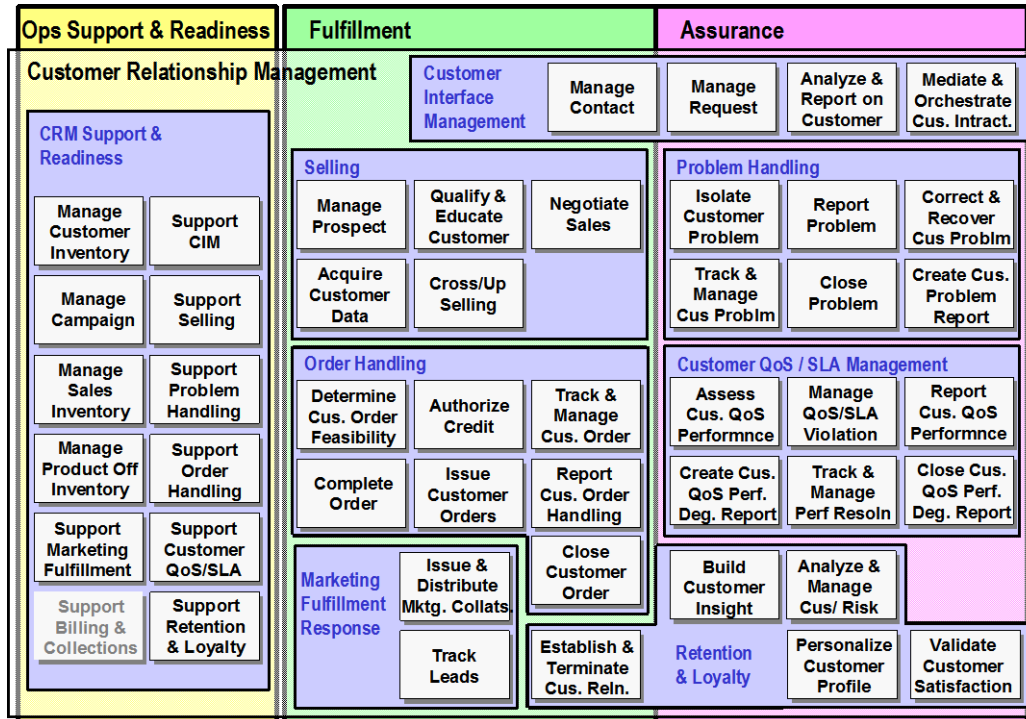 Ops Support & Readiness
Fulfillment
Assurance
Customer Relationship Management
Customer
Interface
Management
Manage
Contact
Manage
Request
Analyze &
Report on
Customer
Mediate &
Orchestrate
Cus. Intract.
CRM Support &
Readiness
Manage
Customer
Inventory
Support
CIM
Manage
Campaign
Support
Selling
Manage
Sales
Inventory
Support
Problem
Handling
Manage
Product Off
Inventory
Support
Order
Handling
Support
Marketing
Fulfillment
Support
Customer
QoS/SLA
Support
Billing &
Collections
Support
Retention
& Loyalty
Selling
Manage
Prospect
Qualify &
Educate
Customer
Negotiate
Sales
Acquire
Customer
Data
Cross/Up
Selling
Order Handling
Determine
Cus. Order
Feasibility
Authorize
Credit
Track &
Manage
Cus. Order
Complete
Order
Issue
Customer
Orders
Report
Cus. Order
Handling
Close
Customer
Order
Marketing
Fulfillment
Response
Issue &
Distribute
Mktg. Collats.
Track
Leads
Problem Handling
Isolate
Customer
Problem
Report
Problem
Correct &
Recover
Cus Problm
Track &
Manage
Cus Problm
Close
Problem
Create Cus.
Problem
Report
Customer QoS / SLA Management
Assess
Cus. QoS
Performnce
Manage
QoS/SLA
Violation
Report
Cus. QoS
Performnce
Create Cus.
QoS Perf.
Deg. Report
Track &
Manage
Perf Resoln
Close Cus.
QoS Perf.
Deg. Report
Build
Customer
Insight
Analyze &
Manage
Cus/ Risk
Establish &
Terminate
Cus. Reln.
Retention
& Loyalty
Personalize
Customer
Profile
Validate
Customer
Satisfaction